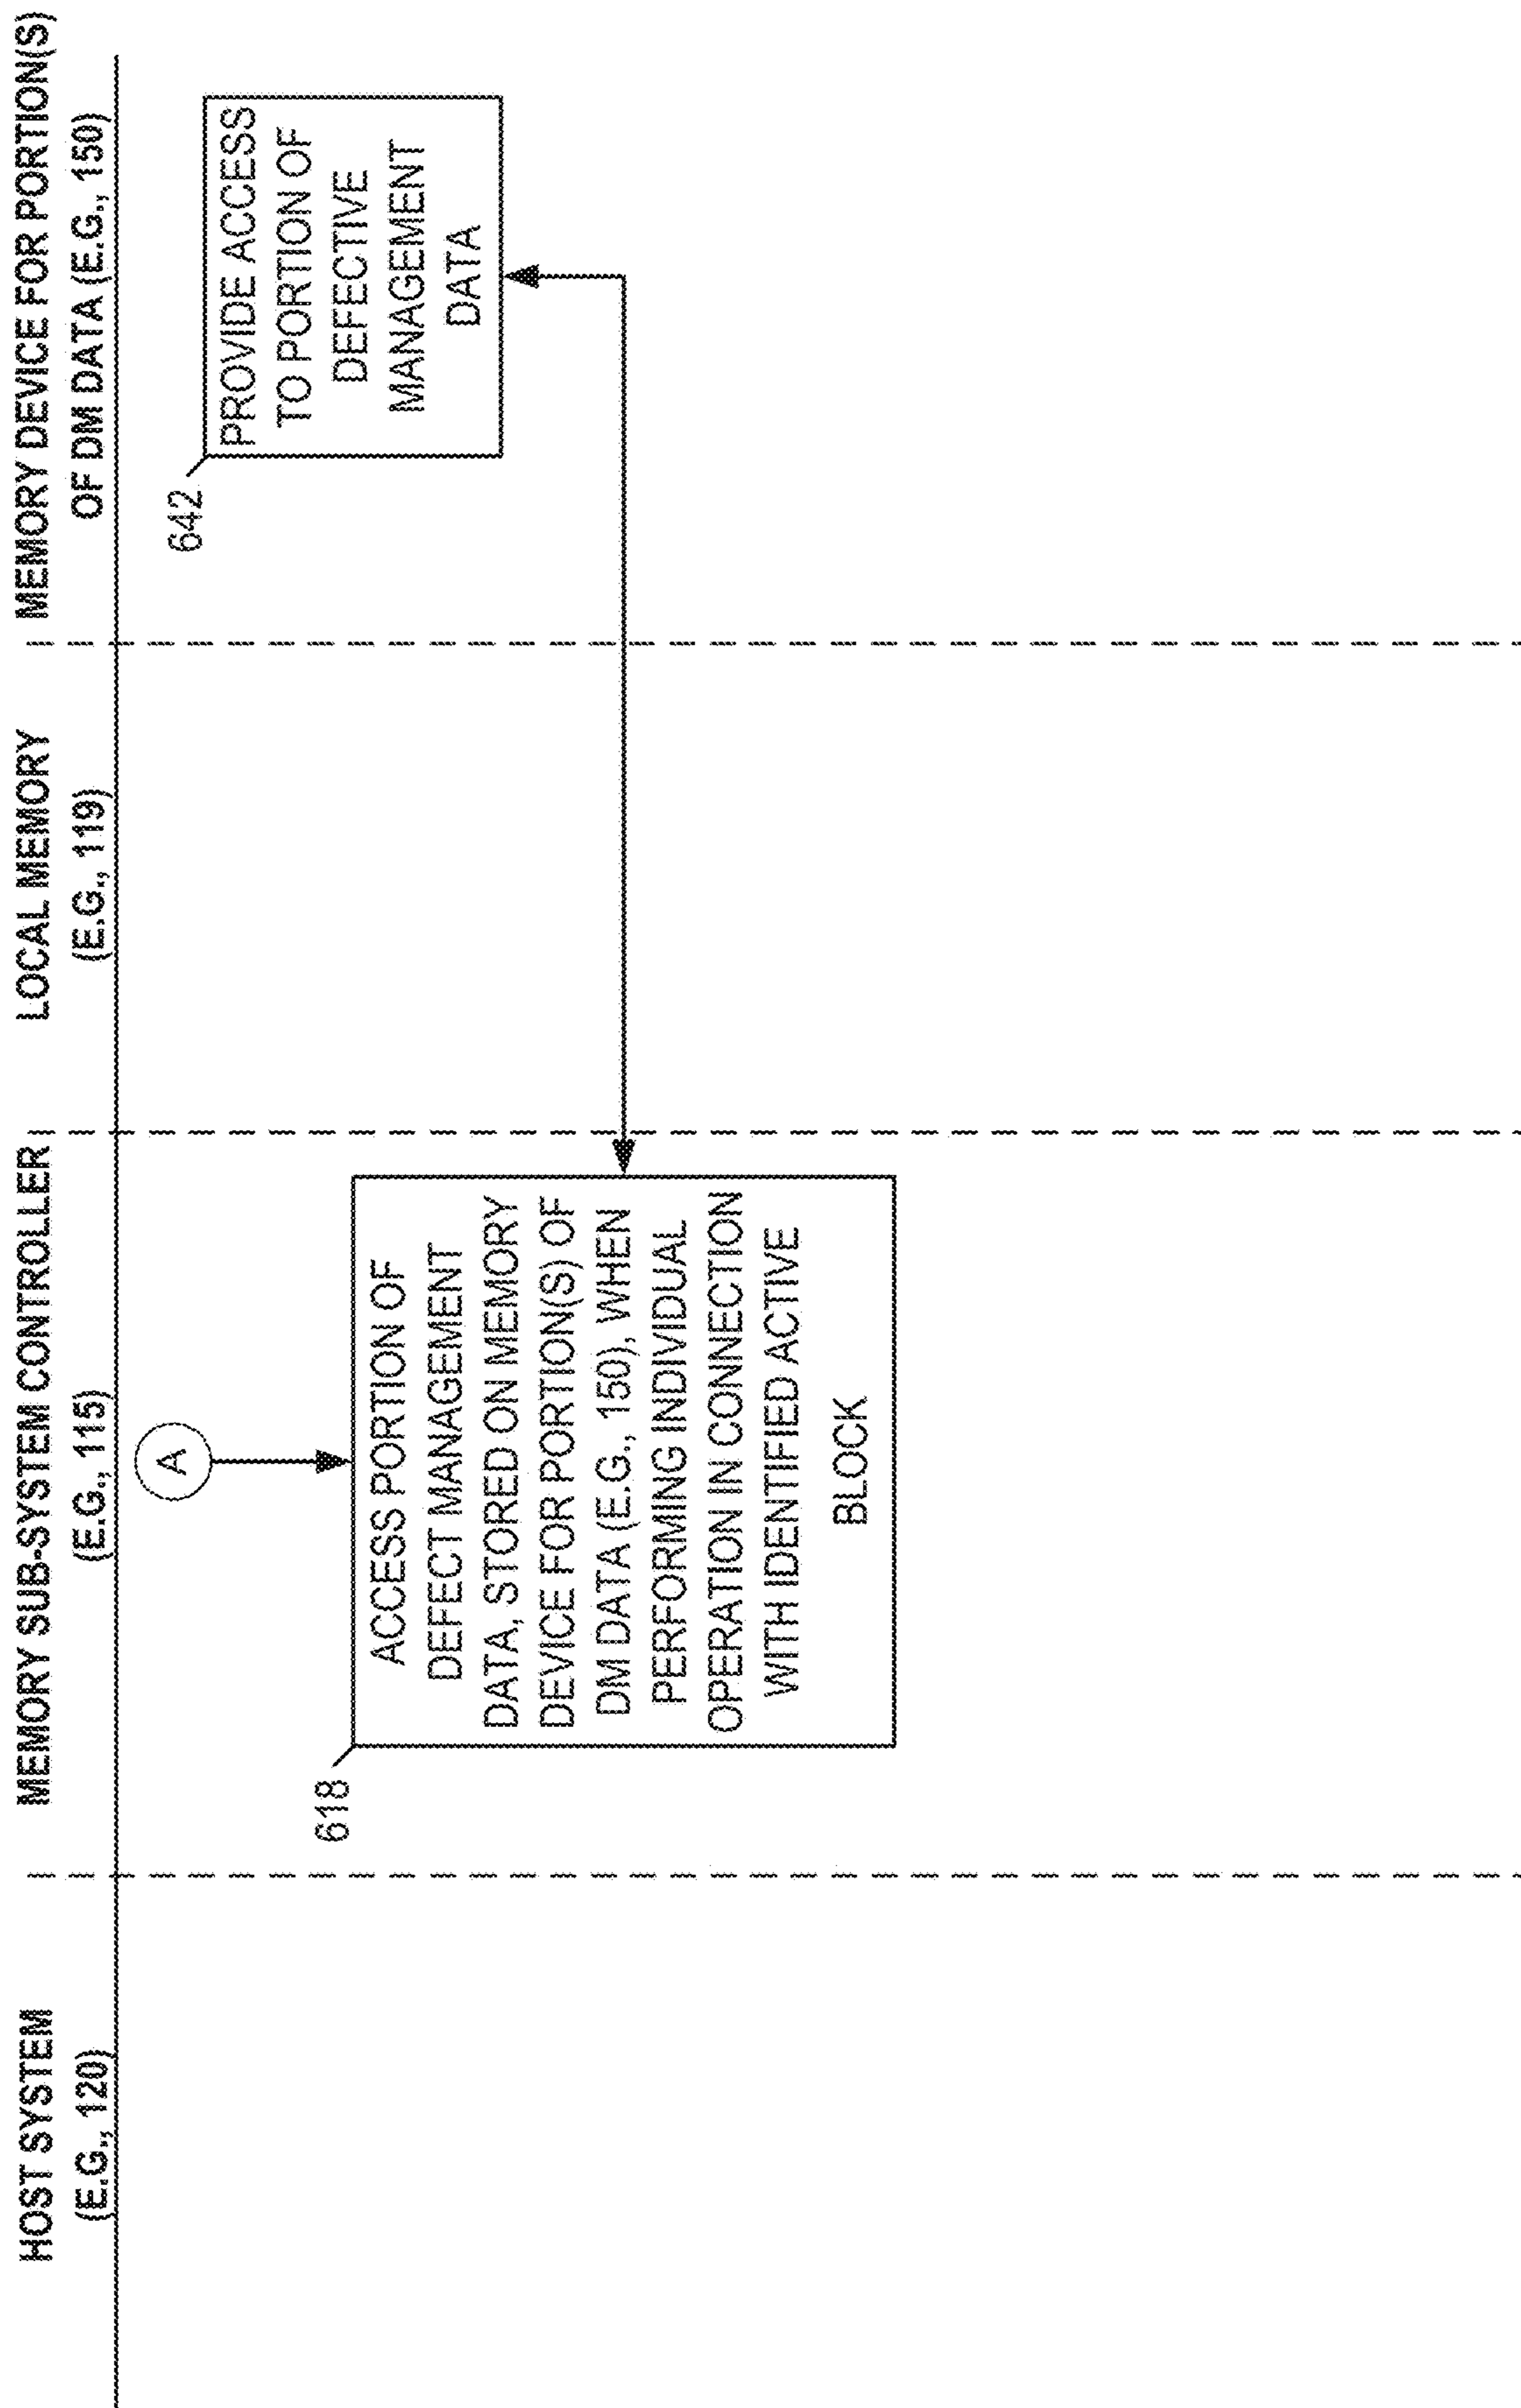 HOST SYSTEM
(E.G., 120)
MEMORY SUB-SYSTEM CONTROLLER
(E.G., 115)
LOCAL MEMORY
(E.G., 119)
MEMORY DEVICE FOR PORTION(S)
OF DM DATA (E.G., 150)
A
618
ACCESS PORTION OF
DEFECT MANAGEMENT
DATA, STORED ON MEMORY
DEVICE FOR PORTION(S) OF
DM DATA (E.G., 150), WHEN
PERFORMING INDIVIDUAL
OPERATION IN CONNECTION
WITH IDENTIFIED ACTIVE
BLOCK
642
PROVIDE ACCESS
TO PORTION OF
DEFECTIVE
MANAGEMENT
DATA